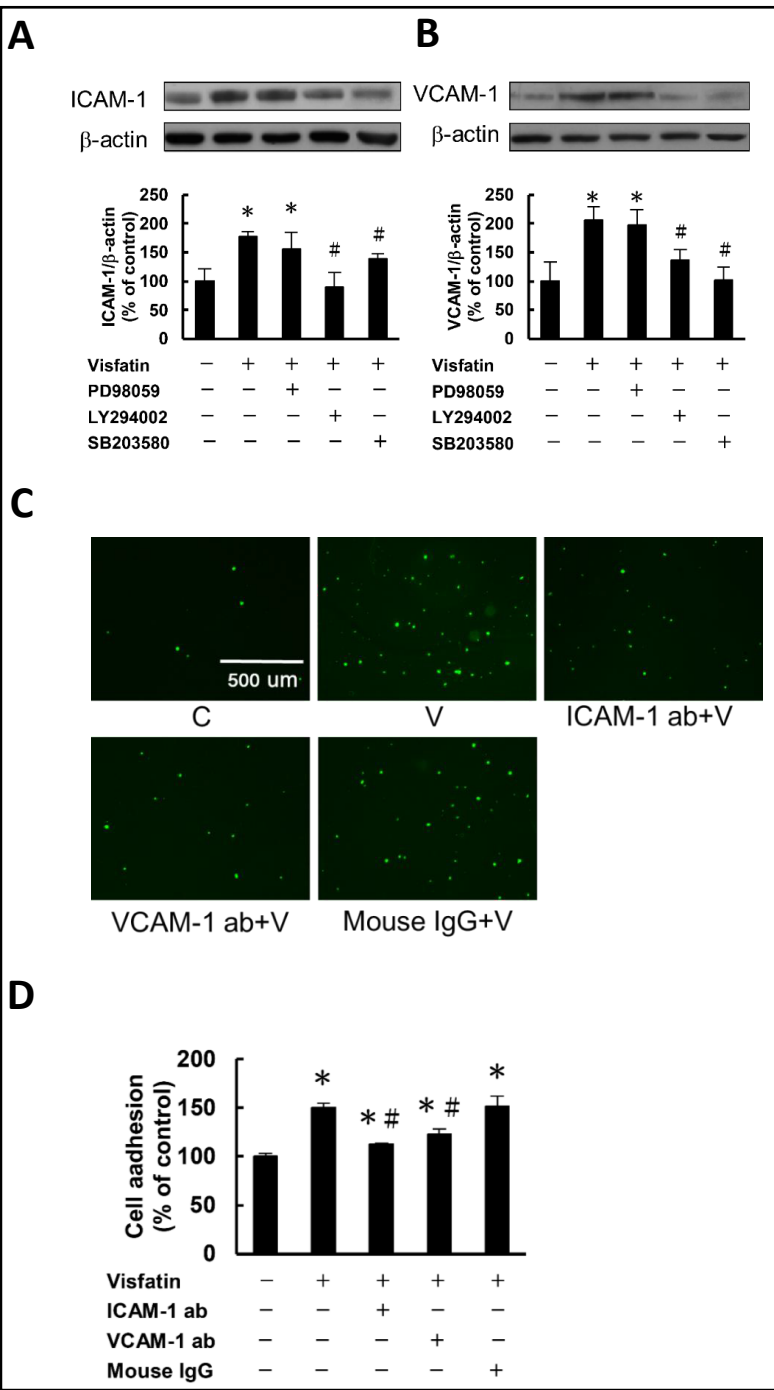 A
B
ICAM-1
β-actin
VCAM-1
β-actin
ICAM-1/β-actin
(% of control)
250
200
150
100
50
0
*
*
#
#
Visfatin – + + + +
PD98059 – – + – –
LY294002 – – – + –
SB203580 – – – – +
VCAM-1/β-actin
(% of control)
250
200
150
100
50
0
*
*
#
#
Visfatin – + + + +
PD98059 – – + – –
LY294002 – – – + –
SB203580 – – – – +
C
500 um
C
V
ICAM-1 ab+V
VCAM-1 ab+V
Mouse IgG+V
D
Cell aadhesion
(% of control)
200
150
100
50
0
*
* #
* #
*
Visfatin – + + + +
ICAM-1 ab – – + – –
VCAM-1 ab – – – + –
Mouse IgG – – – – +